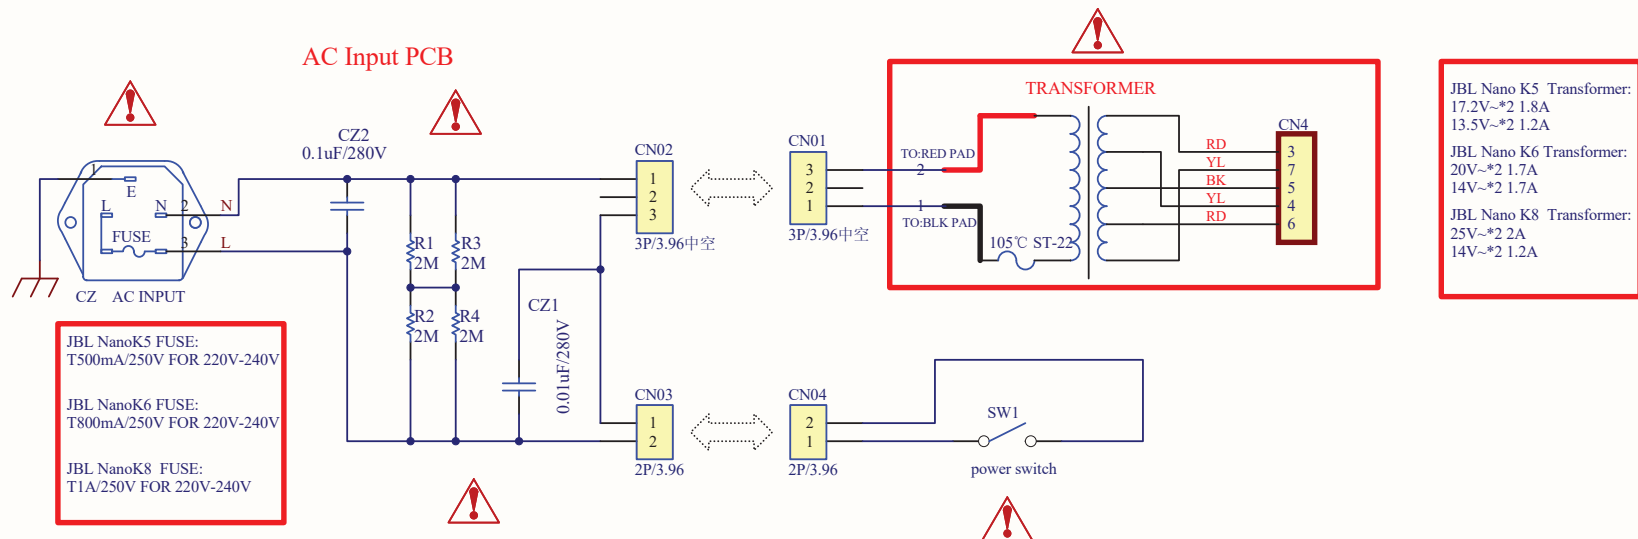 AC Input PCB
CZ2
0.1uF/280V
1
E
L
N
2
N
FUSE
3
L
CZ
AC INPUT
R1
2M
R3
2M
R2
2M
R4
2M
CZ1
0.01uF/280V
CN02
1
2
3
3P/3.96中空
CN01
3
2
1
3P/3.96中空
TRANSFORMER
TO:RED PAD
2
1
TO:BLK PAD
105℃ ST-22
RD
YL
BK
YL
RD
CN4
3
7
5
4
6
JBL Nano K5 Transformer:
17.2V~*2 1.8A
13.5V~*2 1.2A
JBL Nano K6 Transformer:
20V~*2 1.7A
14V~*2 1.7A
JBL Nano K8 Transformer:
25V~*2 2A
14V~*2 1.2A
JBL NanoK5 FUSE:
T500mA/250V FOR 220V-240V
JBL NanoK6 FUSE:
T800mA/250V FOR 220V-240V
JBL NanoK8 FUSE:
T1A/250V FOR 220V-240V
CN03
1
2
2P/3.96
CN04
2
1
2P/3.96
SW1
power switch